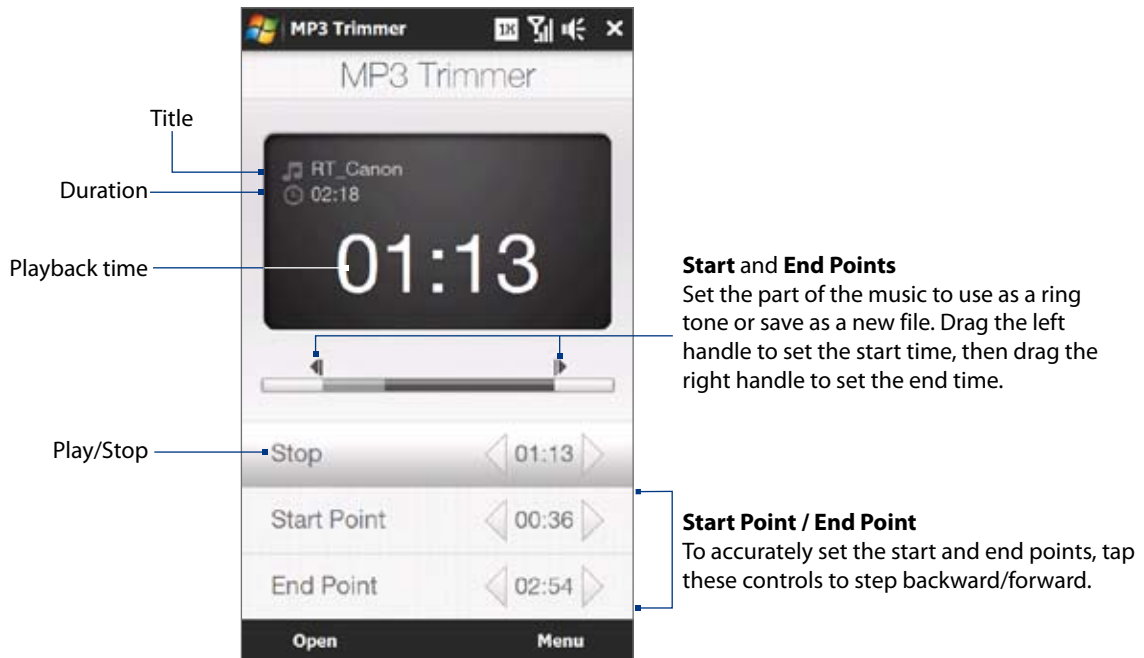 MP3 Trimmer
1X
MP3 Trimmer
Title
RT_Canon
Duration
02:18
Playback time
01:13
Start and End Points
Set the part of the music to use as a ring
tone or save as a new file. Drag the left
handle to set the start time, then drag the
right handle to set the end time.
Play/Stop
Stop
01:13
Start Point
00:36
End Point
02:54
Start Point / End Point
To accurately set the start and end points, tap
these controls to step backward/forward.
Open
Menu